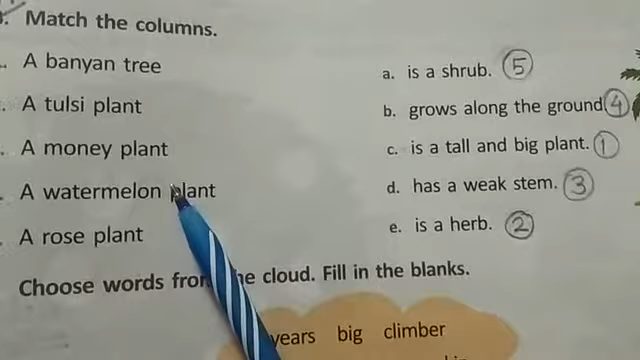 . Match the columns.
A banyan tree
a. is a shrub. 5
A tulsi plant
b. grows along the ground 4
A money plant
c. is a tall and big plant. 1
A watermelon plant
d. has a weak stem. 3
A rose plant
e. is a herb. 2
Choose words from the cloud. Fill in the blanks.
years big climber